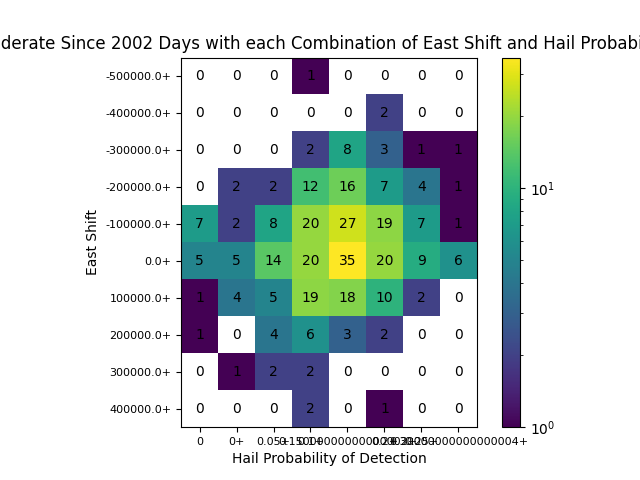 derate Since 2002 Days with each Combination of East Shift and Hail Probabi
-500000.0+ 0 0 0 1 0 0 0 0
-400000.0+ 0 0 0 0 0 2 0 0
-300000.0+ 0 0 0 2 8 3 1 1
-200000.0+ 0 2 2 12 16 7 4 1
-100000.0+ 7 2 8 20 27 19 7 1
0.0+ 5 5 14 20 35 20 9 6
100000.0+ 1 4 5 19 18 10 2 0
200000.0+ 1 0 4 6 3 2 0 0
300000.0+ 0 1 2 2 0 0 0 0
400000.0+ 0 0 0 2 0 1 0 0
0 0+
Hail Probability of Detection
East Shift
10^1
10^0